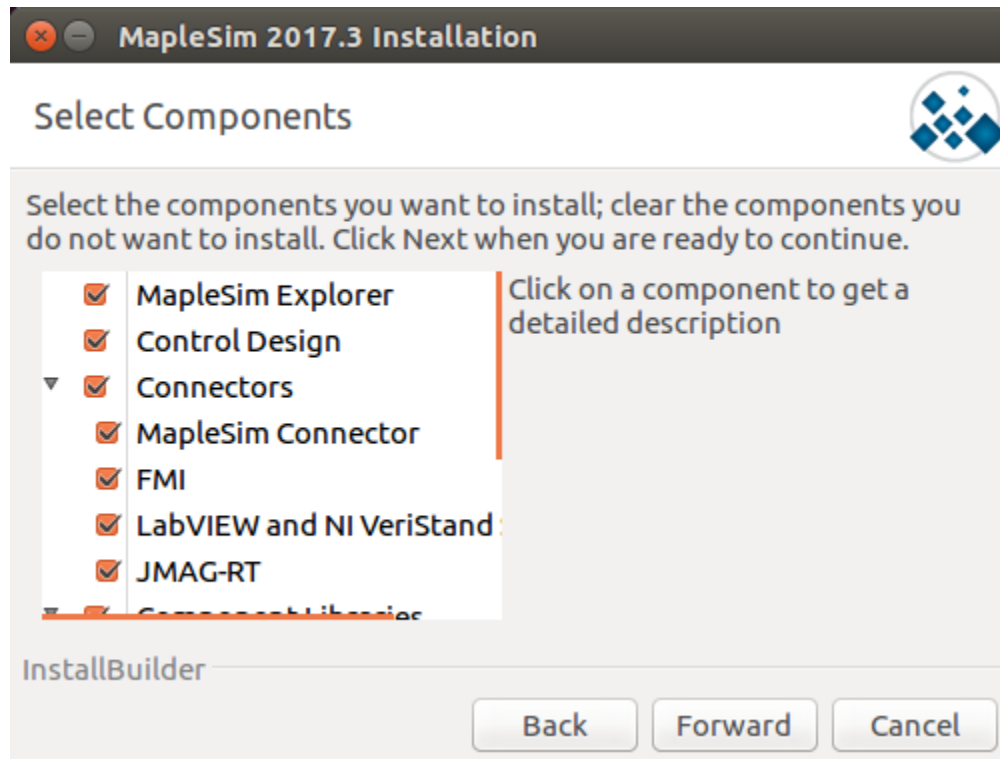 MapleSim 2017.3 Installation
Select Components
Select the components you want to install; clear the components you
do not want to install. Click Next when you are ready to continue.
MapleSim Explorer
Control Design
Connectors
MapleSim Connector
FMI
LabVIEW and NI VeriStand
JMAG-RT
Component Libraries
Click on a component to get a
detailed description
InstallBuilder
Back
Forward
Cancel